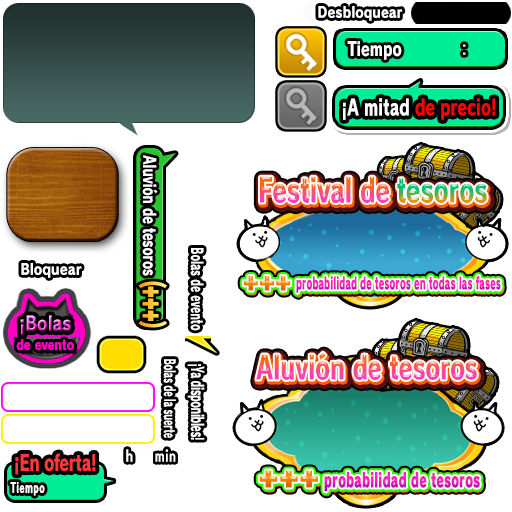 Desbloquear
Tiempo :
¡A mitad de precio!
Aluvión de tesoros (+++)
Festival de tesoros
+++ probabilidad de tesoros en todas las fases
Bloquear
¡Bolas
de evento
Bolas de evento
¡Ya disponibles!
Bolas de la suerte
Aluvión de tesoros
+++ probabilidad de tesoros
h min
¡En oferta!
Tiempo